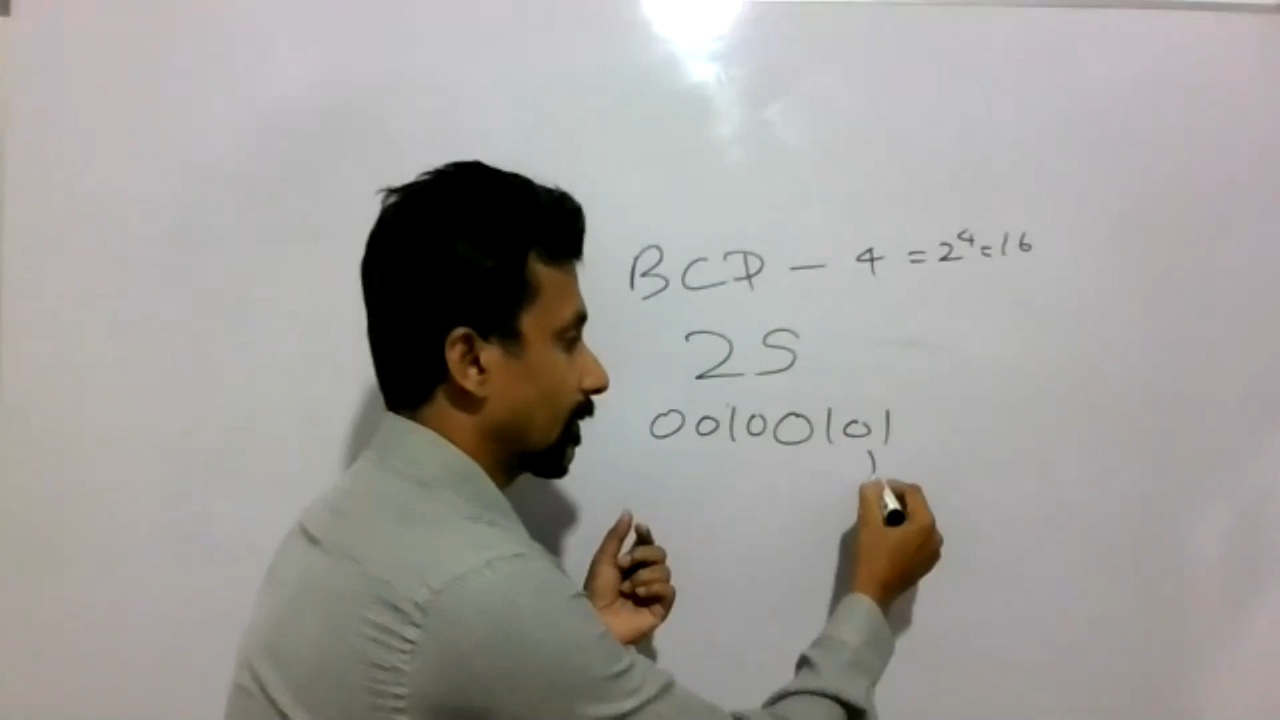 BCD - 4 = 2⁴ = 16
25
00100101
)